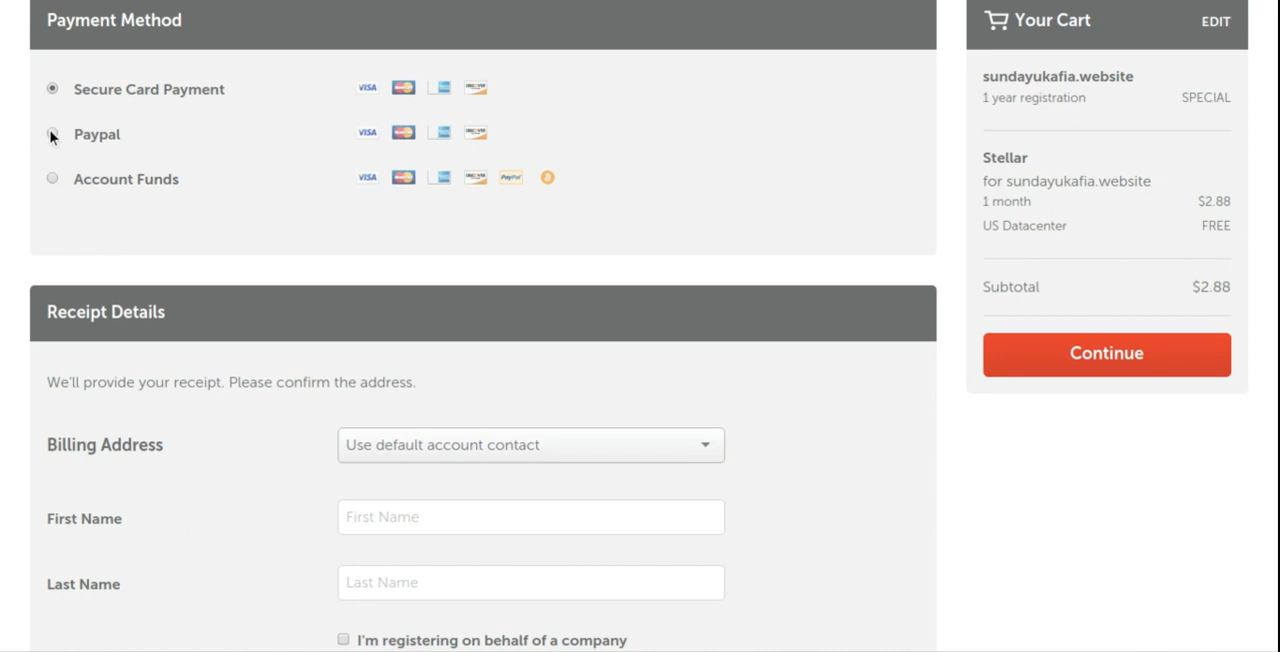 Payment Method
Secure Card Payment VISA
Paypal VISA
Account Funds VISA PayPal
Receipt Details
We'll provide your receipt. Please confirm the address.
Billing Address Use default account contact
First Name First Name
Last Name Last Name
I'm registering on behalf of a company
Your Cart EDIT
sundayukafia.website
1 year registration SPECIAL
Stellar
for sundayukafia.website
1 month $2.88
US Datacenter FREE
Subtotal $2.88
Continue